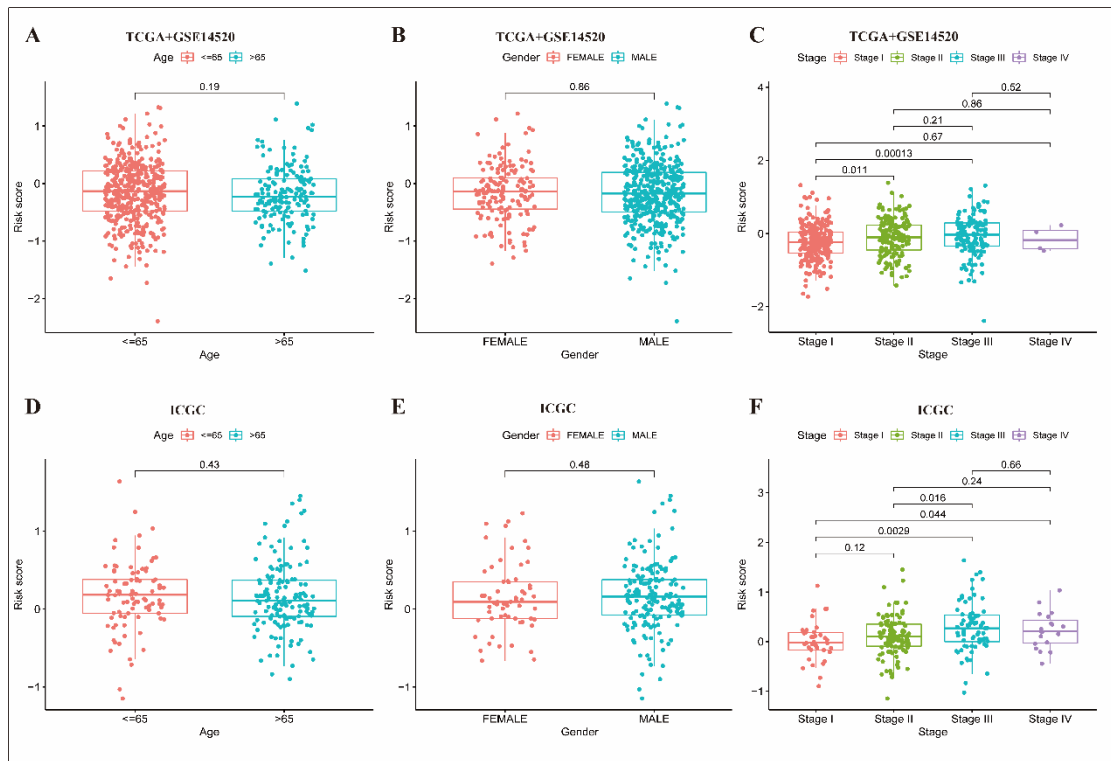 A
TCGA+GSE14520
Age <=65 >65
0.19
Risk score
1
0
−1
−2
<=65 >65
Age
B
TCGA+GSE14520
Gender FEMALE MALE
0.86
Risk score
1
0
−1
−2
FEMALE MALE
Gender
C
TCGA+GSE14520
Stage Stage I Stage II Stage III Stage IV
0.52
0.86
0.21
0.67
0.00013
0.011
Risk score
4
2
0
−2
Stage I Stage II Stage III Stage IV
Stage
D
ICGC
Age <=65 >65
0.43
Risk score
1
0
−1
<=65 >65
Age
E
ICGC
Gender FEMALE MALE
0.48
Risk score
1
0
−1
FEMALE MALE
Gender
F
ICGC
Stage Stage I Stage II Stage III Stage IV
0.66
0.24
0.016
0.044
0.0029
0.12
Risk score
3
2
1
0
−1
Stage I Stage II Stage III Stage IV
Stage